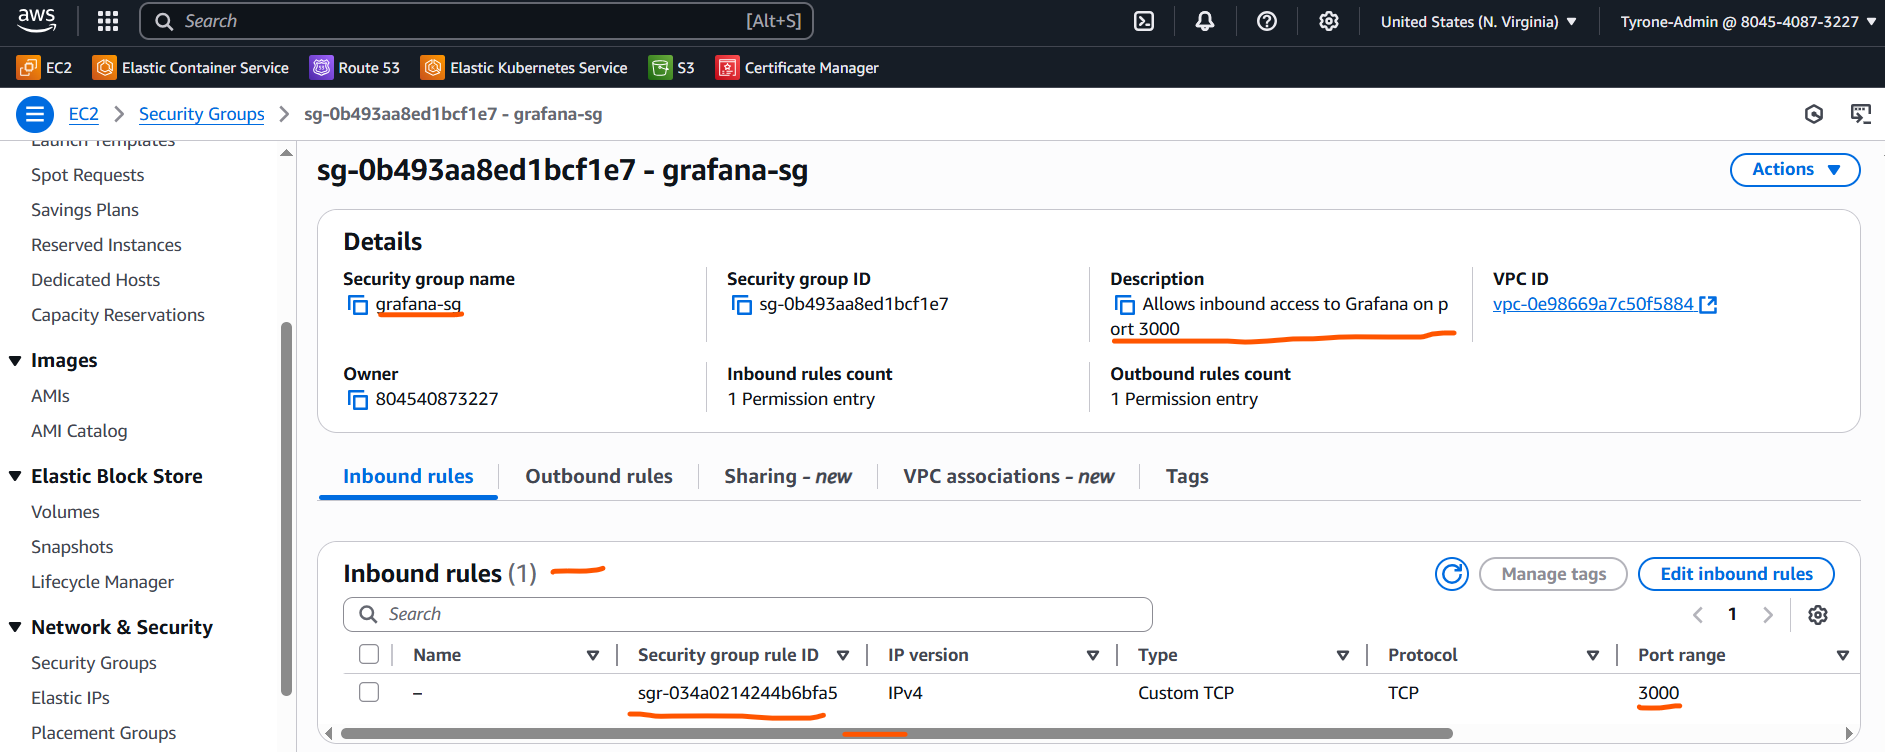 aws
Search
[Alt+S]
United States (N. Virginia)
Tyrone-Admin @ 8045-4087-3227
EC2
Elastic Container Service
Route 53
Elastic Kubernetes Service
S3
Certificate Manager
EC2
Security Groups
sg-0b493aa8ed1bcf1e7 - grafana-sg
Launch Templates
Spot Requests
Savings Plans
Reserved Instances
Dedicated Hosts
Capacity Reservations
Images
AMIs
AMI Catalog
Elastic Block Store
Volumes
Snapshots
Lifecycle Manager
Network & Security
Security Groups
Elastic IPs
Placement Groups
sg-0b493aa8ed1bcf1e7 - grafana-sg
Actions
Details
Security group name
grafana-sg
Security group ID
sg-0b493aa8ed1bcf1e7
Description
Allows inbound access to Grafana on p
ort 3000
VPC ID
vpc-0e98669a7c50f5884
Owner
804540873227
Inbound rules count
1 Permission entry
Outbound rules count
1 Permission entry
Inbound rules
Outbound rules
Sharing - new
VPC associations - new
Tags
Inbound rules (1)
Manage tags
Edit inbound rules
Search
1
Name
Security group rule ID
IP version
Type
Protocol
Port range
–
sgr-034a0214244b6bfa5
IPv4
Custom TCP
TCP
3000